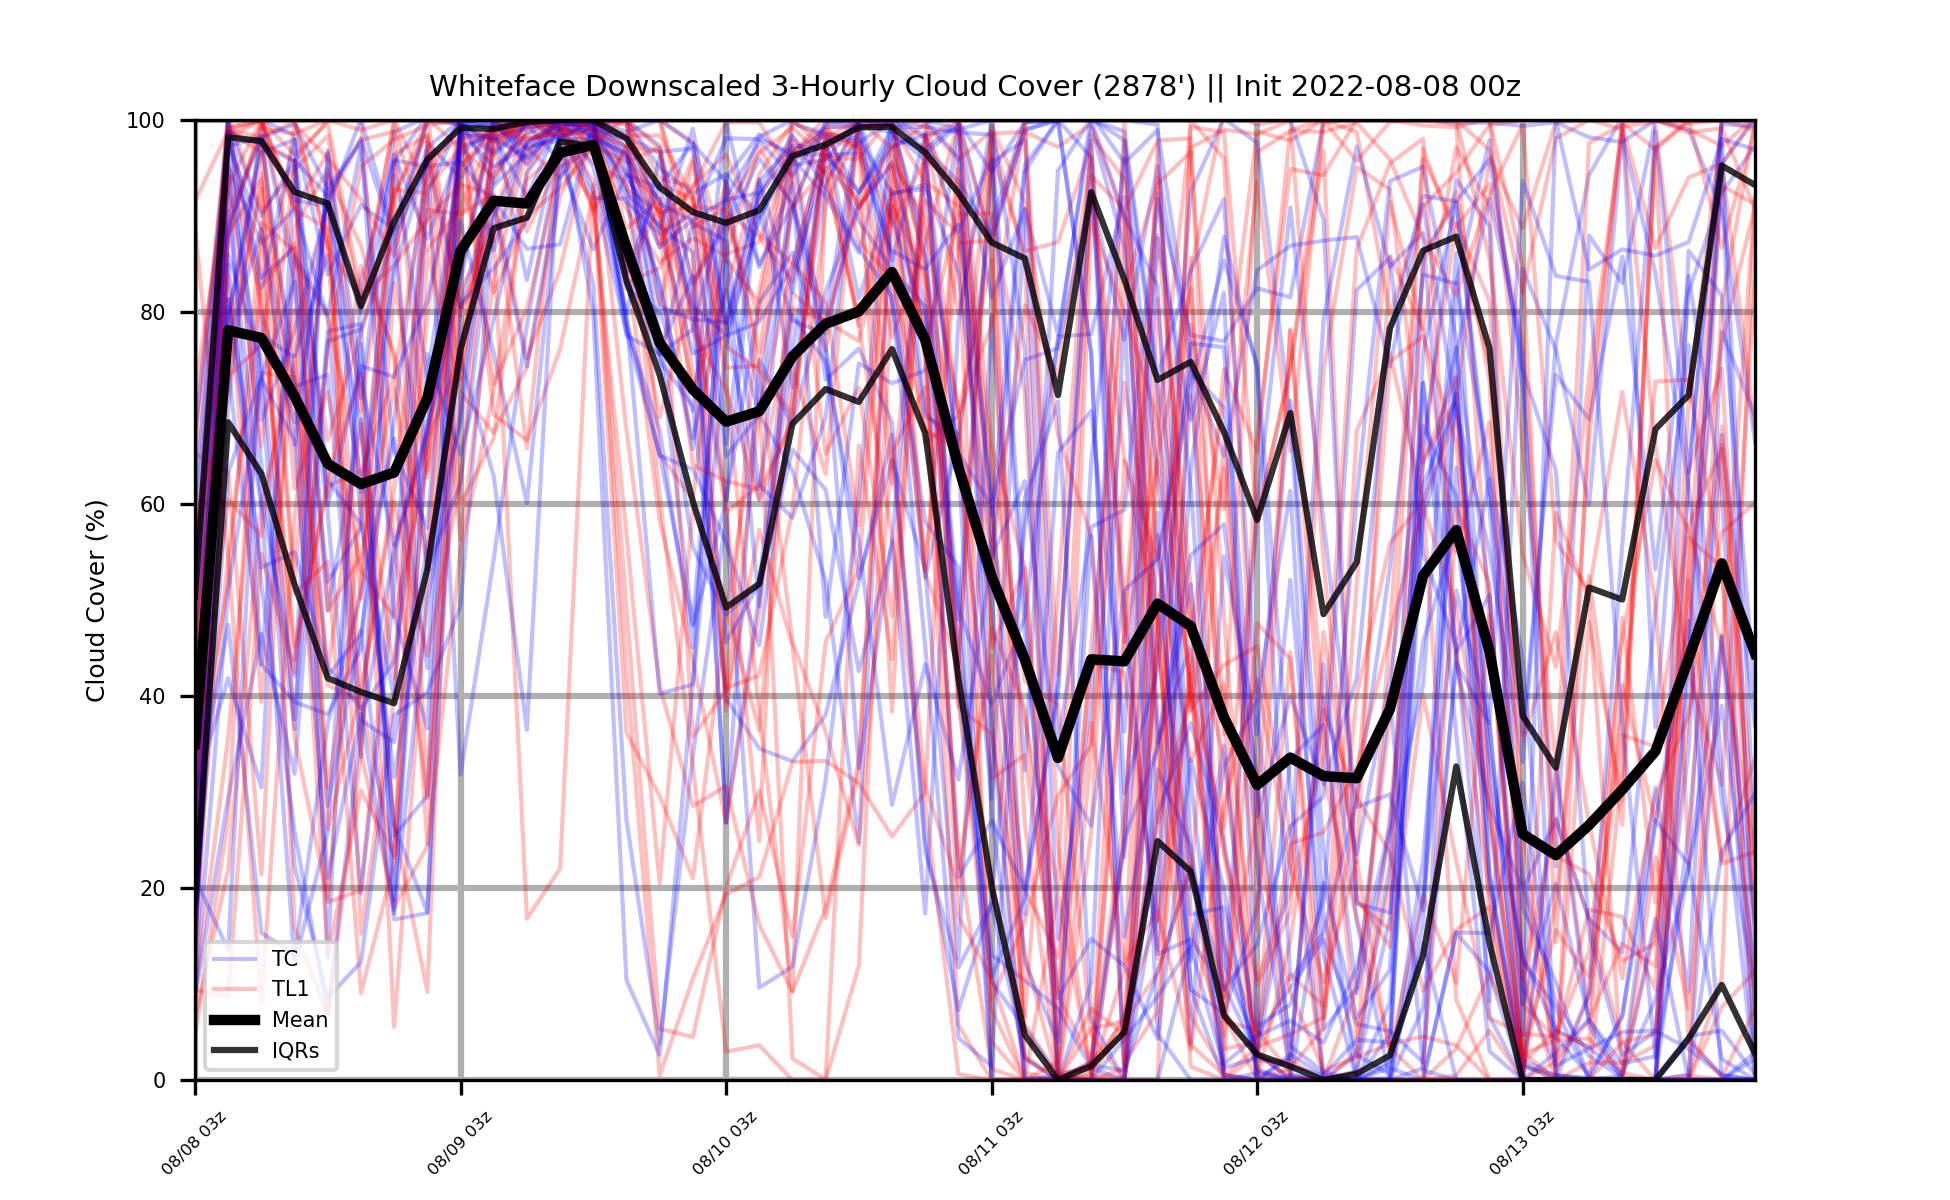 Whiteface Downscaled 3-Hourly Cloud Cover (2878') || Init 2022-08-08 00z
Cloud Cover (%)
100
80
60
40
20
0
TC
TL1
Mean
IQRs
08/08 03z
08/09 03z
08/10 03z
08/11 03z
08/12 03z
08/13 03z